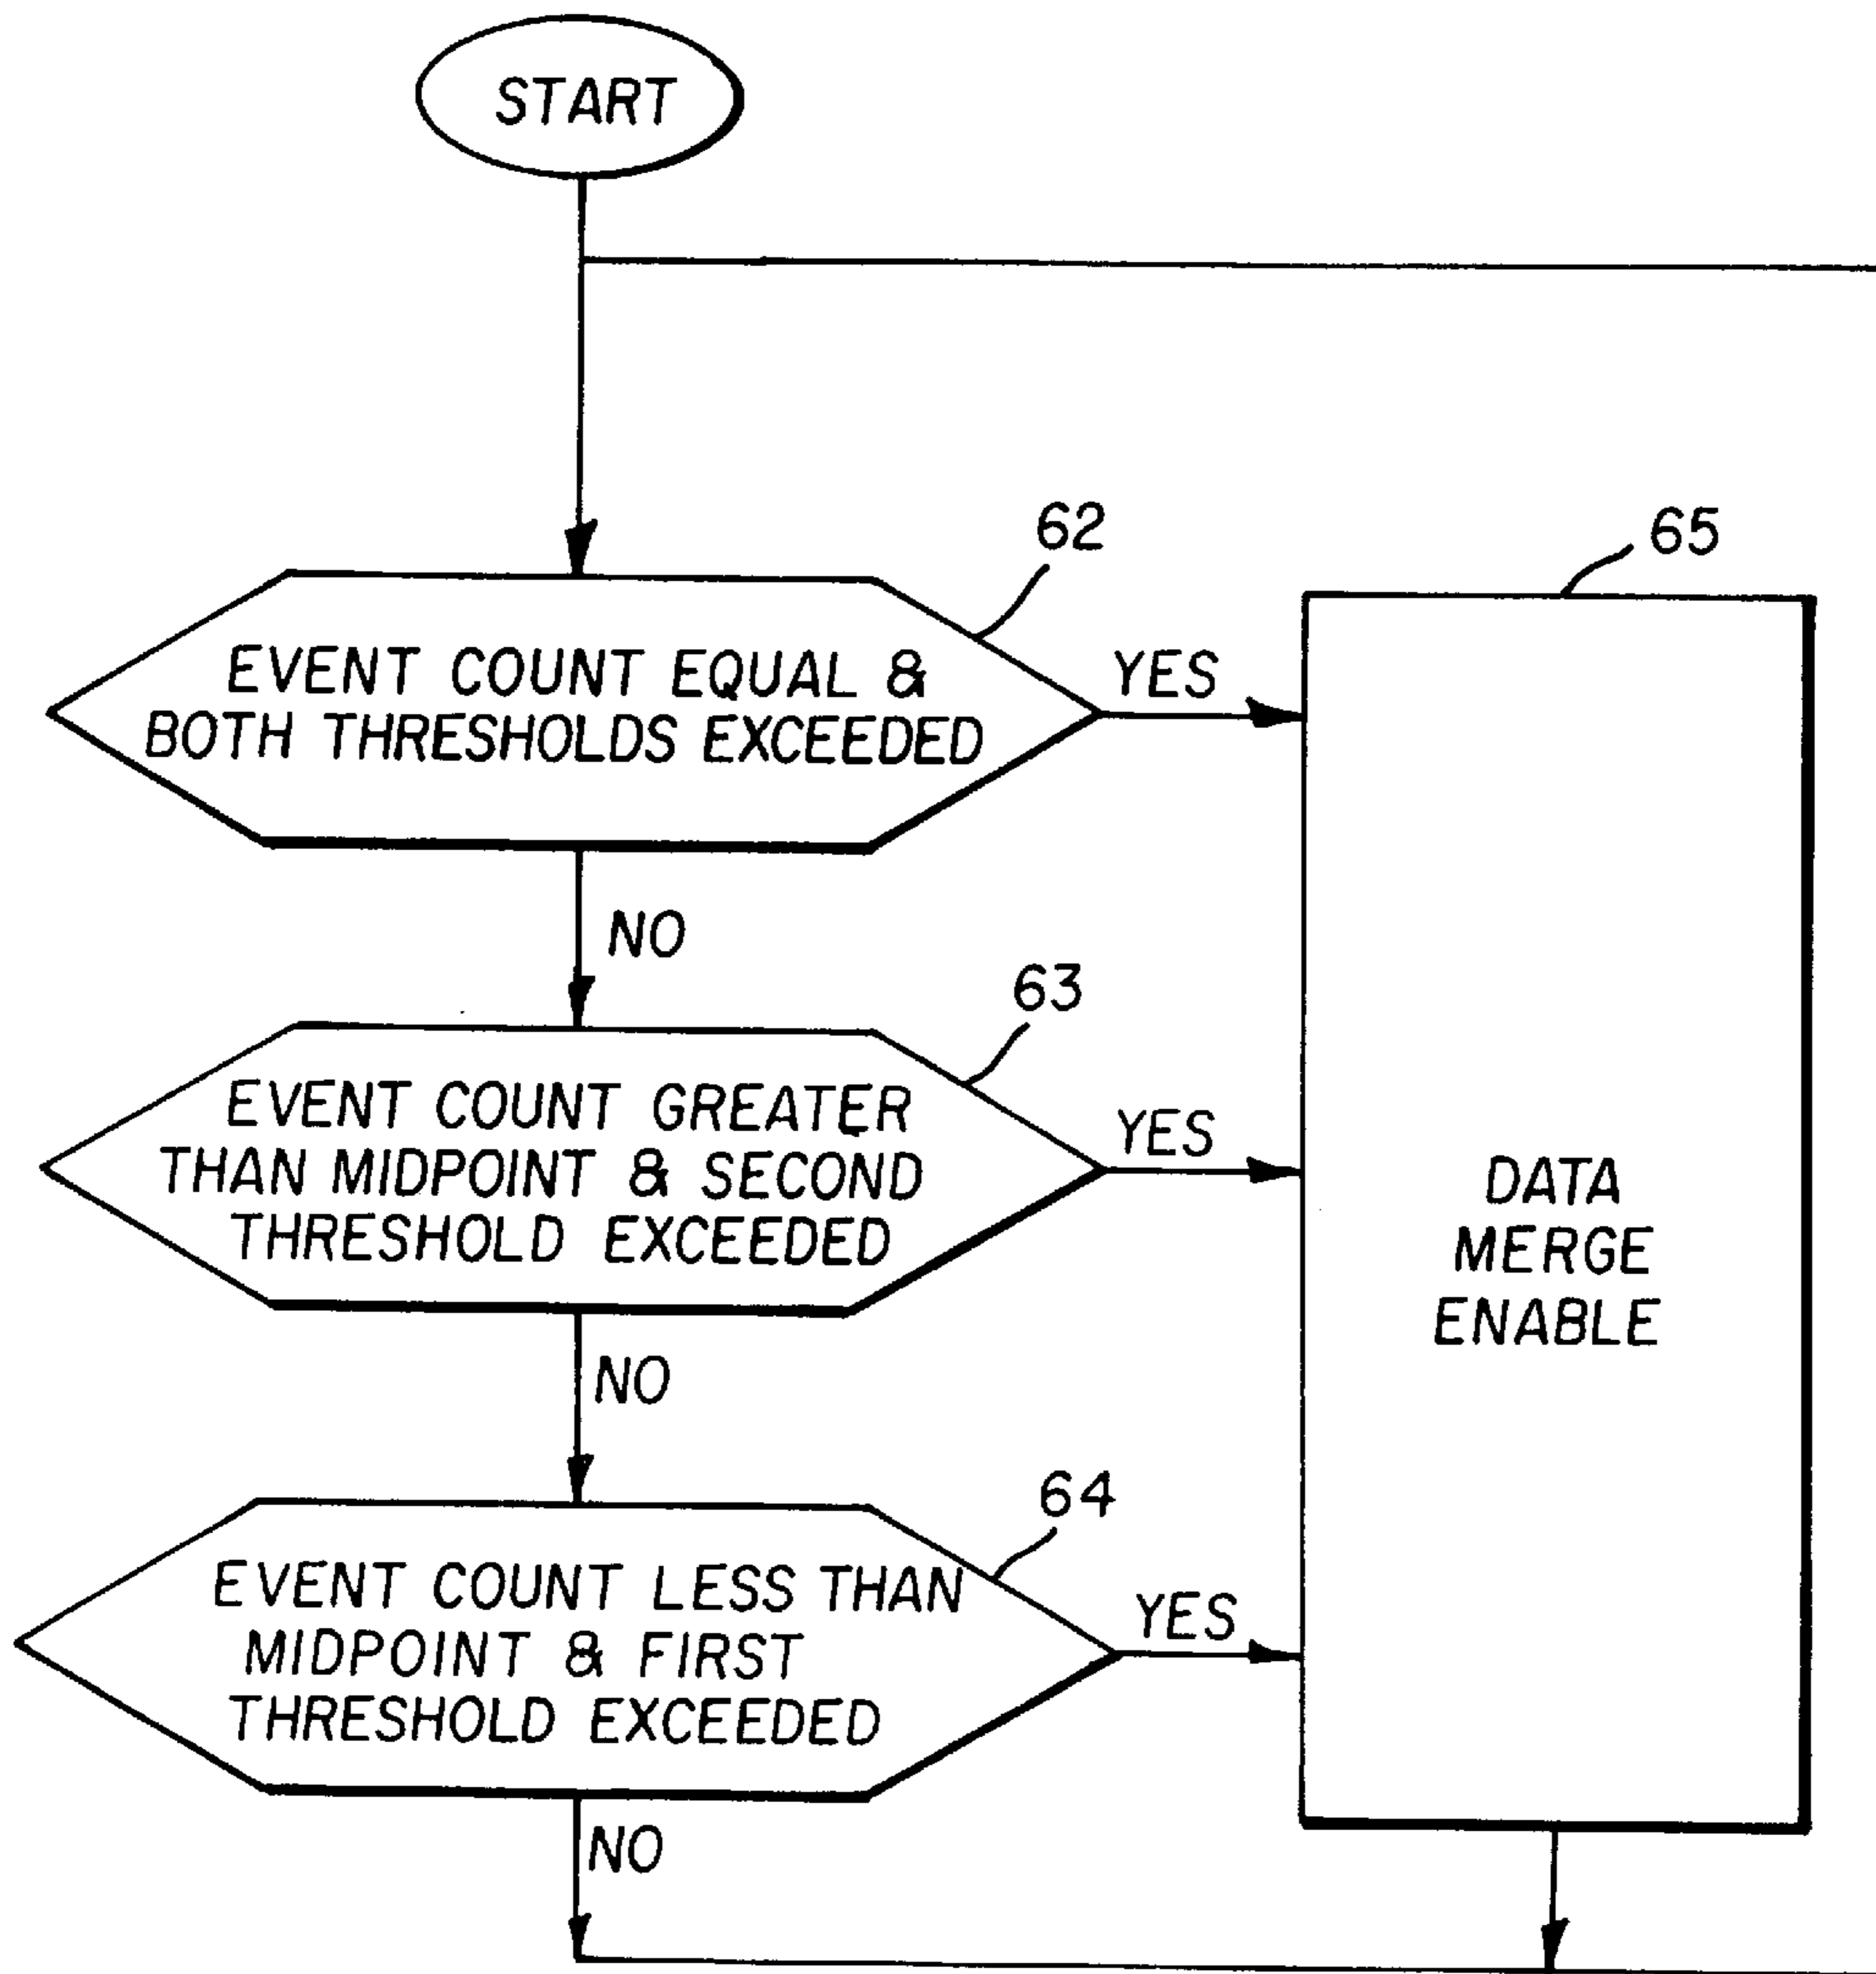 START
62
65
EVENT COUNT EQUAL &
BOTH THRESHOLDS EXCEEDED
YES
NO
63
EVENT COUNT GREATER
THAN MIDPOINT & SECOND
THRESHOLD EXCEEDED
YES
DATA
MERGE
ENABLE
NO
64
EVENT COUNT LESS THAN
MIDPOINT & FIRST
THRESHOLD EXCEEDED
YES
NO